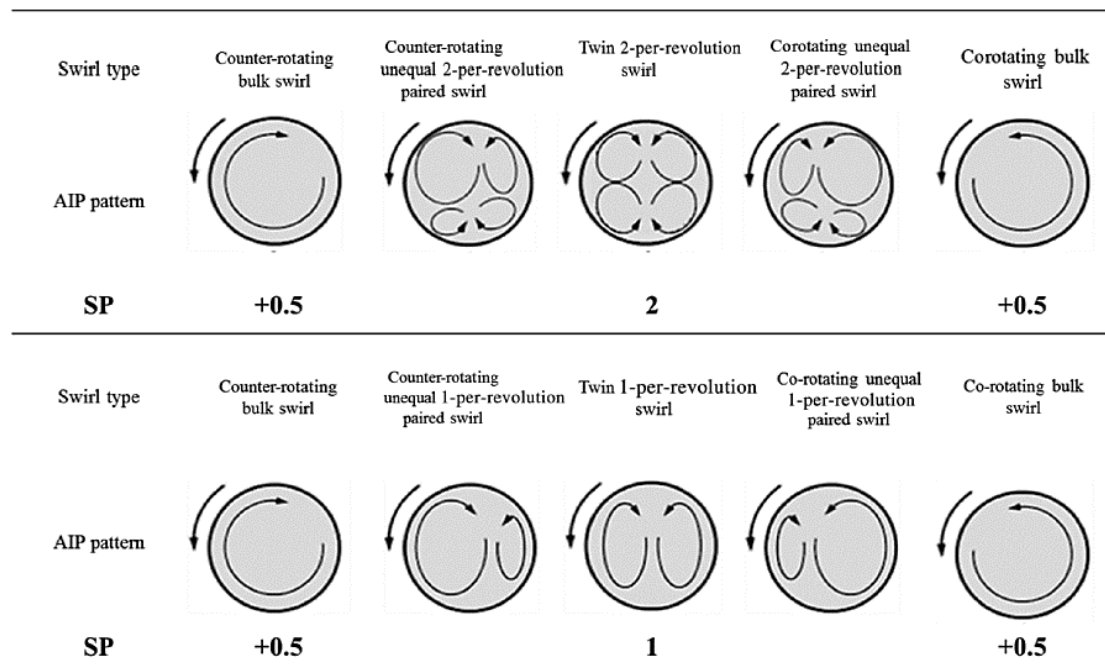 Swirl type
Counter-rotating
bulk swirl
Counter-rotating
unequal 2-per-revolution
paired swirl
Twin 2-per-revolution
swirl
Corotating unequal
2-per-revolution
paired swirl
Corotating bulk
swirl
AIP pattern
SP +0.5 2 +0.5
Swirl type
Counter-rotating
bulk swirl
Counter-rotating
unequal 1-per-revolution
paired swirl
Twin 1-per-revolution
swirl
Co-rotating unequal
1-per-revolution
paired swirl
Co-rotating bulk
swirl
AIP pattern
SP +0.5 1 +0.5